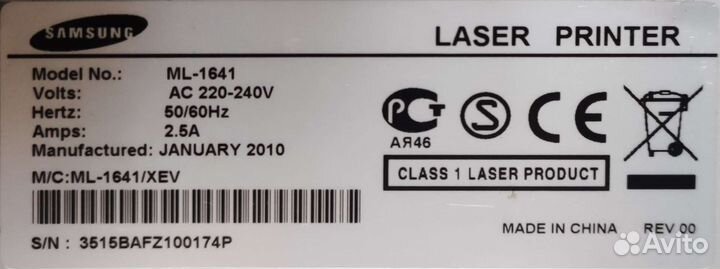 SAMSUNG
LASER PRINTER
Model No.: ML-1641
Volts: AC 220-240V
Hertz: 50/60Hz
Amps: 2.5A
Manufactured: JANUARY 2010
M/C:ML-1641/XEV
S/N : 3515BAFZ100174P
РСТ
АЯ46
S
CE
CLASS 1 LASER PRODUCT
MADE IN CHINA REV.00
Avito